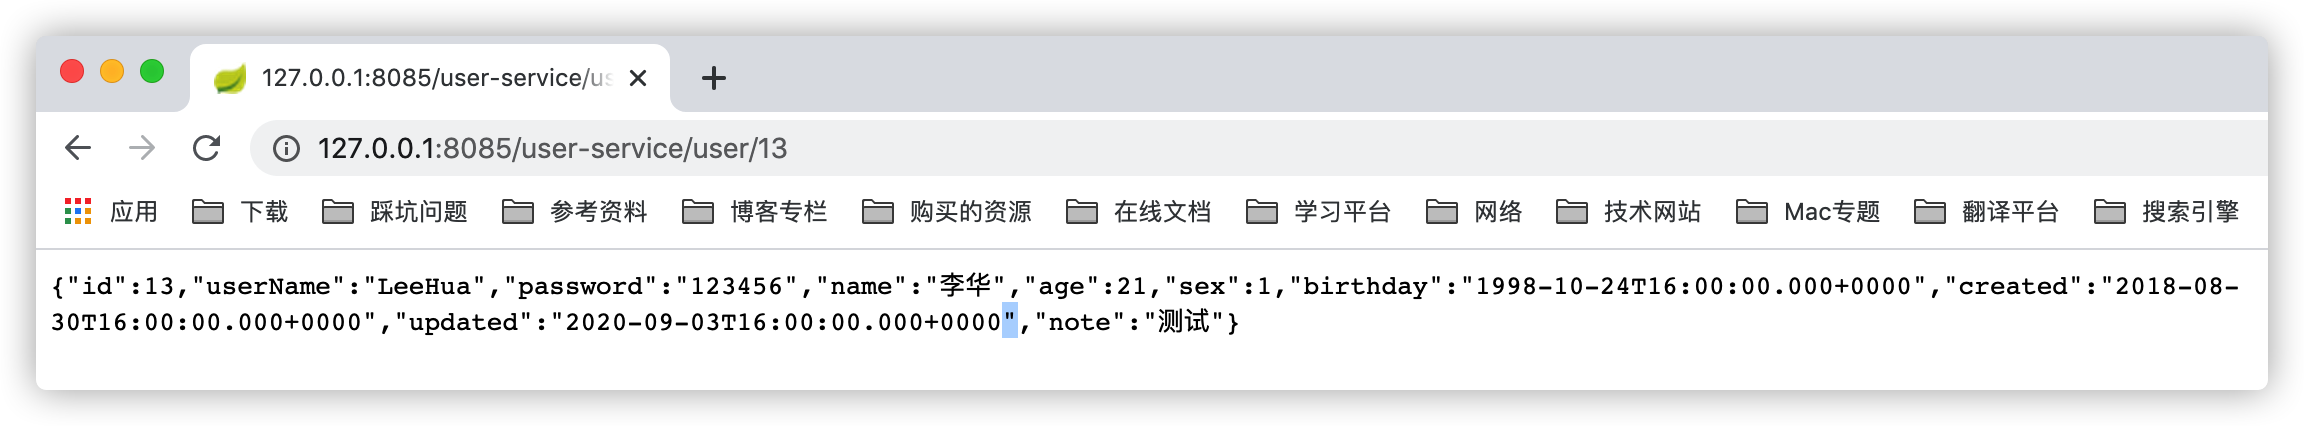 127.0.0.1:8085/user-service/us
127.0.0.1:8085/user-service/user/13
应用 下载 踩坑问题 参考资料 博客专栏 购买的资源 在线文档 学习平台 网络 技术网站 Mac专题 翻译平台 搜索引擎
{"id":13,"userName":"LeeHua","password":"123456","name":"李华","age":21,"sex":1,"birthday":"1998-10-24T16:00:00.000+0000","created":"2018-08-
30T16:00:00.000+0000","updated":"2020-09-03T16:00:00.000+0000","note":"测试"}